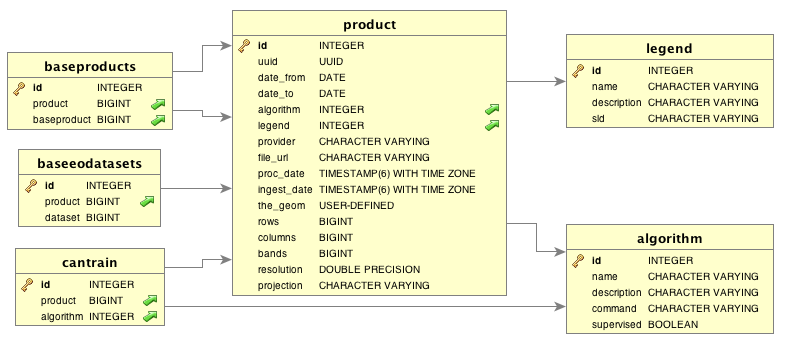 baseproducts
id INTEGER
product BIGINT
baseproduct BIGINT
baseeodatasets
id INTEGER
product BIGINT
dataset BIGINT
cantrain
id INTEGER
product BIGINT
algorithm INTEGER
product
id INTEGER
uuid UUID
date_from DATE
date_to DATE
algorithm INTEGER
legend INTEGER
provider CHARACTER VARYING
file_url CHARACTER VARYING
proc_date TIMESTAMP(6) WITH TIME ZONE
ingest_date TIMESTAMP(6) WITH TIME ZONE
the_geom USER-DEFINED
rows BIGINT
columns BIGINT
bands BIGINT
resolution DOUBLE PRECISION
projection CHARACTER VARYING
legend
id INTEGER
name CHARACTER VARYING
description CHARACTER VARYING
sld CHARACTER VARYING
algorithm
id INTEGER
name CHARACTER VARYING
description CHARACTER VARYING
command CHARACTER VARYING
supervised BOOLEAN